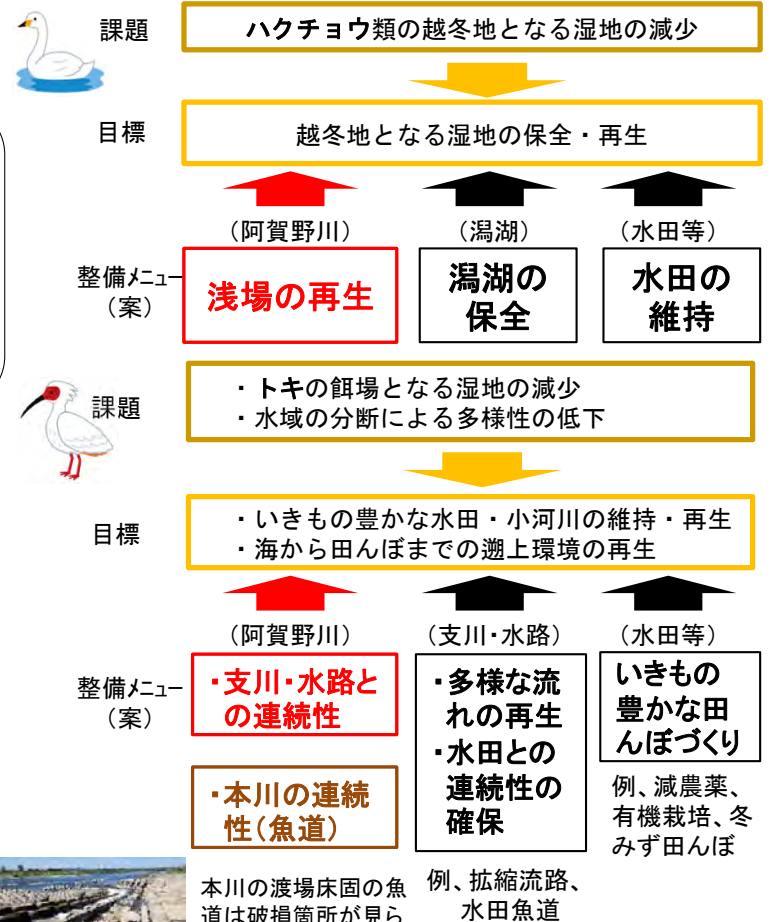 課題
ハクチョウ類の越冬地となる湿地の減少
目標
越冬地となる湿地の保全・再生
(阿賀野川)
(潟湖)
(水田等)
整備メニュー
(案)
浅場の再生
潟湖の
保全
水田の
維持
課題
・トキの餌場となる湿地の減少
・水域の分断による多様性の低下
目標
・いきもの豊かな水田・小河川の維持・再生
・海から田んぼまでの遡上環境の再生
(阿賀野川)
(支川・水路)
(水田等)
整備メニュー
(案)
・支川・水路と
の連続性
・本川の連続
性(魚道)
本川の渡場床固の魚
道は破損箇所が見ら
・多様な流
れの再生
・水田との
連続性の
確保
例、拡縮流路、
水田魚道
いきもの
豊かな田
んぼづくり
例、減農薬、
有機栽培、冬
みず田んぼ